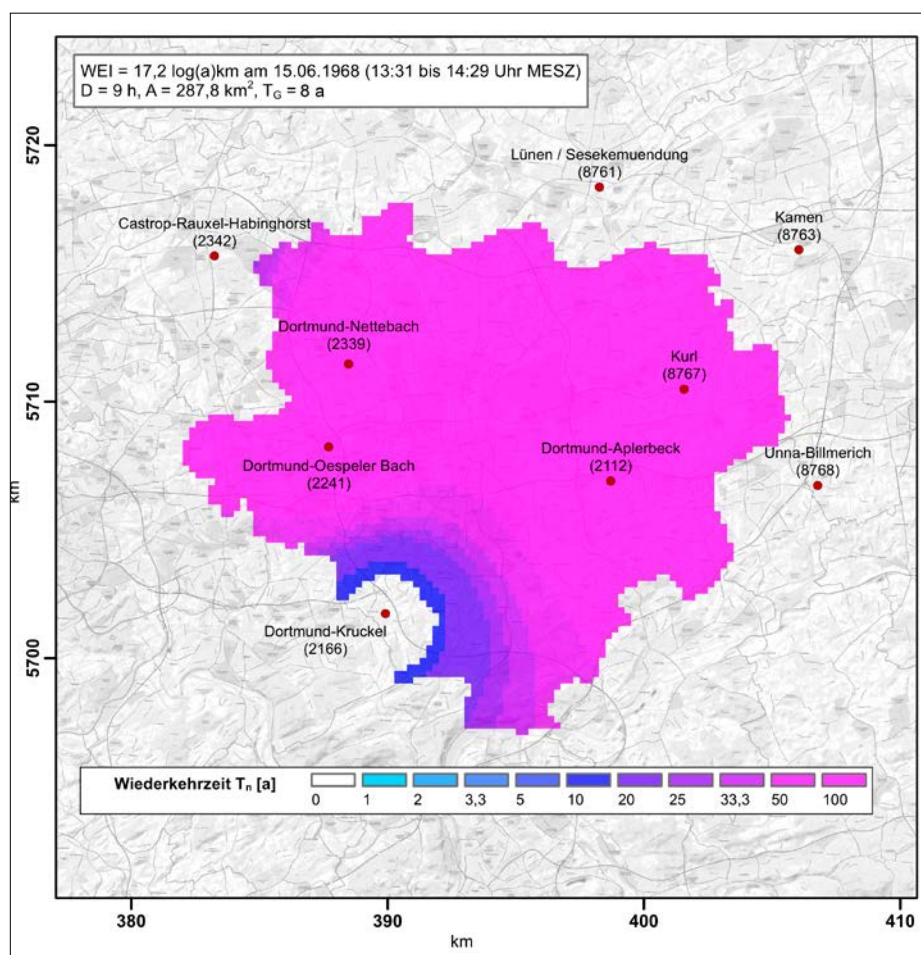 WEI = 17,2 log(a)km am 15.06.1968 (13:31 bis 14:29 Uhr MESZ)
D = 9 h, A = 287,8 km², T_G = 8 a
5720
Lünen / Sesekemuendung
(8761)
Castrop-Rauxel-Habinghorst
(2342)
Kamen
(8763)
Dortmund-Nettebach
(2339)
Kurl
(8767)
5710
Dortmund-Oespeler Bach
(2241)
Dortmund-Aplerbeck
(2112)
Unna-Billmerich
(8768)
km
Dortmund-Kruckel
(2166)
5700
Wiederkehrzeit Tₙ [a]
0 1 2 3,3 5 10 20 25 33,3 50 100
380 390 400 410
km